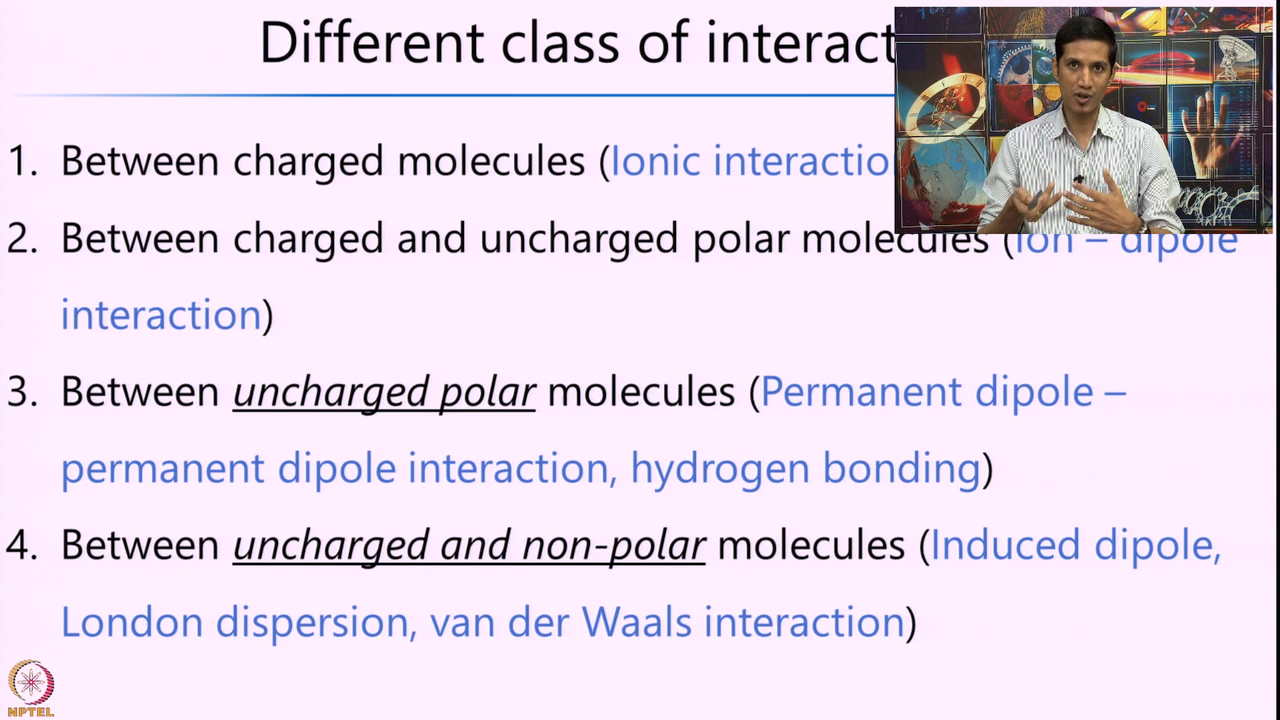 Different class of interact
1. Between charged molecules (Ionic interactio
2. Between charged and uncharged polar molecules (Ion – dipole
interaction)
3. Between uncharged polar molecules (Permanent dipole –
permanent dipole interaction, hydrogen bonding)
4. Between uncharged and non-polar molecules (Induced dipole,
London dispersion, van der Waals interaction)
NPTEL